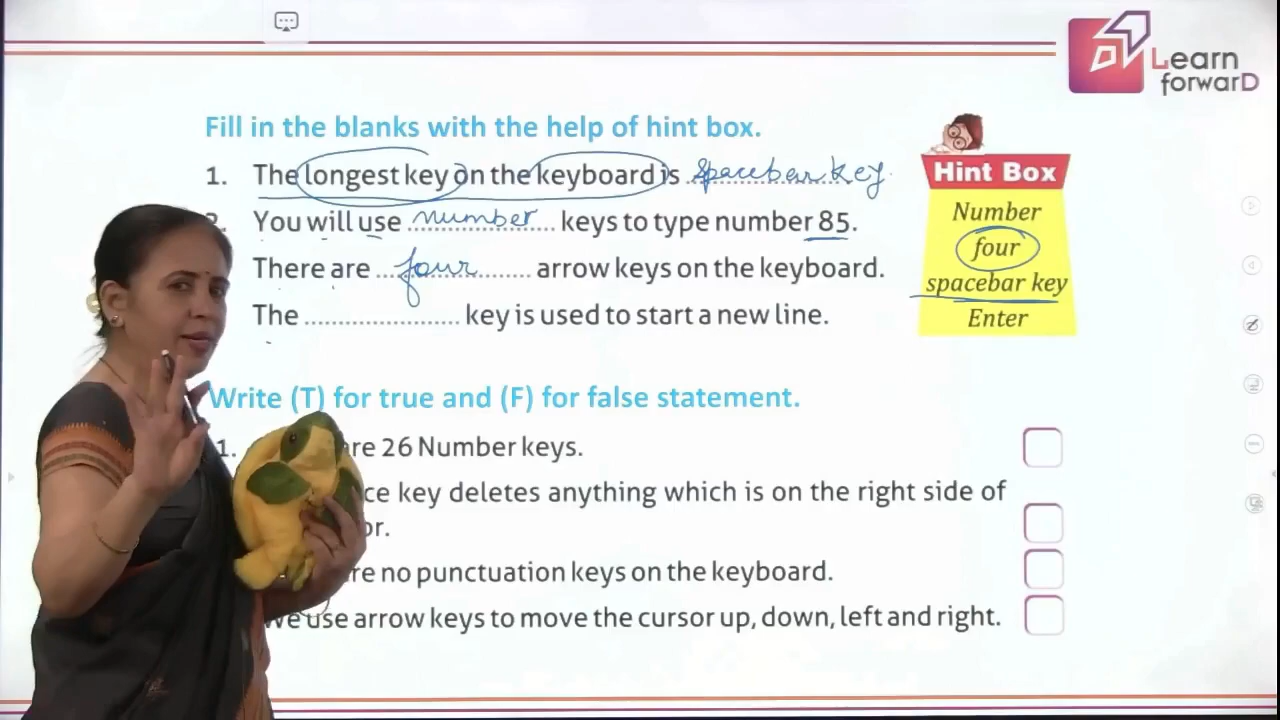 Learn
forwarD
Fill in the blanks with the help of hint box.
1. The longest key on the keyboard is spacebar key.
2. You will use number keys to type number 85.
There are four arrow keys on the keyboard.
The .................... key is used to start a new line.
Hint Box
Number
four
spacebar key
Enter
Write (T) for true and (F) for false statement.
1. re 26 Number keys.
ce key deletes anything which is on the right side of
or.
re no punctuation keys on the keyboard.
We use arrow keys to move the cursor up, down, left and right.